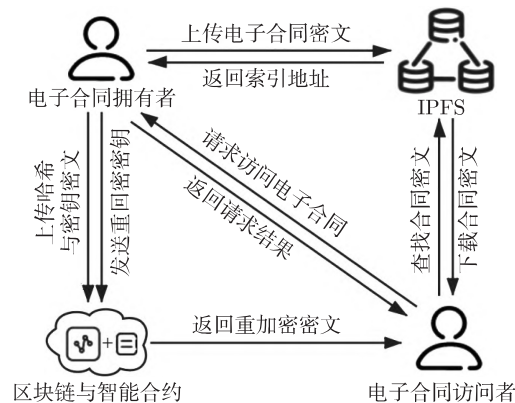 上传电子合同密文
返回索引地址
电子合同拥有者
IPFS
上传哈希
与密钥密文
发送重回密密钥
请求访问电子合同
返回请求结果
查找合同密文
下载合同密文
返回重加密密文
区块链与智能合约
电子合同访问者